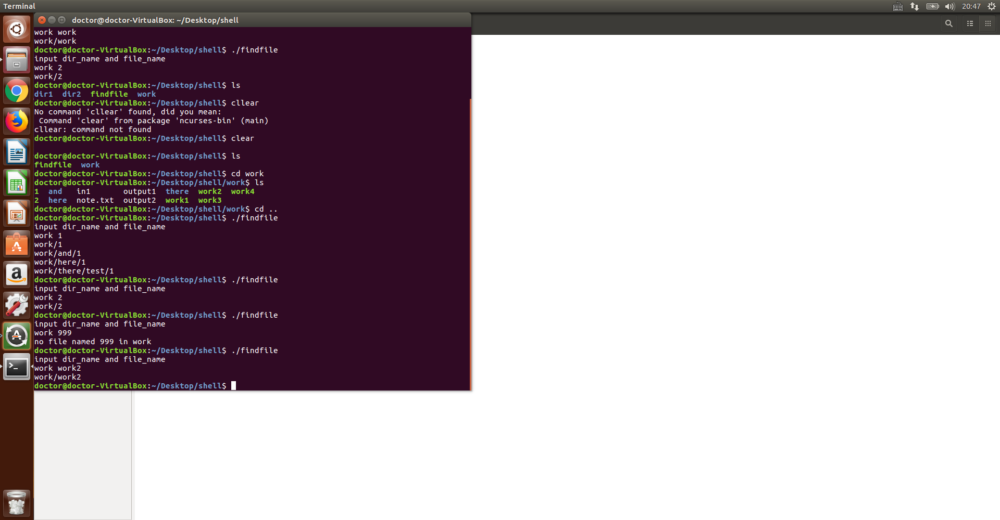 Terminal
20:47
doctor@doctor-VirtualBox: ~/Desktop/shell
work work
work/work
doctor@doctor-VirtualBox:~/Desktop/shell$ ./findfile
input dir_name and file_name
work 2
work/2
doctor@doctor-VirtualBox:~/Desktop/shell$ ls
dir1  dir2  findfile  work
doctor@doctor-VirtualBox:~/Desktop/shell$ cllear
No command 'cllear' found, did you mean:
 Command 'clear' from package 'ncurses-bin' (main)
cllear: command not found
doctor@doctor-VirtualBox:~/Desktop/shell$ clear
doctor@doctor-VirtualBox:~/Desktop/shell$ ls
findfile  work
doctor@doctor-VirtualBox:~/Desktop/shell$ cd work
doctor@doctor-VirtualBox:~/Desktop/shell/work$ ls
1  and   in1       output1  there  work2  work4
2  here  note.txt  output2  work1  work3
doctor@doctor-VirtualBox:~/Desktop/shell/work$ cd ..
doctor@doctor-VirtualBox:~/Desktop/shell$ ./findfile
input dir_name and file_name
work 1
work/1
work/and/1
work/here/1
work/there/test/1
doctor@doctor-VirtualBox:~/Desktop/shell$ ./findfile
input dir_name and file_name
work 2
work/2
doctor@doctor-VirtualBox:~/Desktop/shell$ ./findfile
input dir_name and file_name
work 999
no file named 999 in work
doctor@doctor-VirtualBox:~/Desktop/shell$ ./findfile
input dir_name and file_name
work work2
work/work2
doctor@doctor-VirtualBox:~/Desktop/shell$